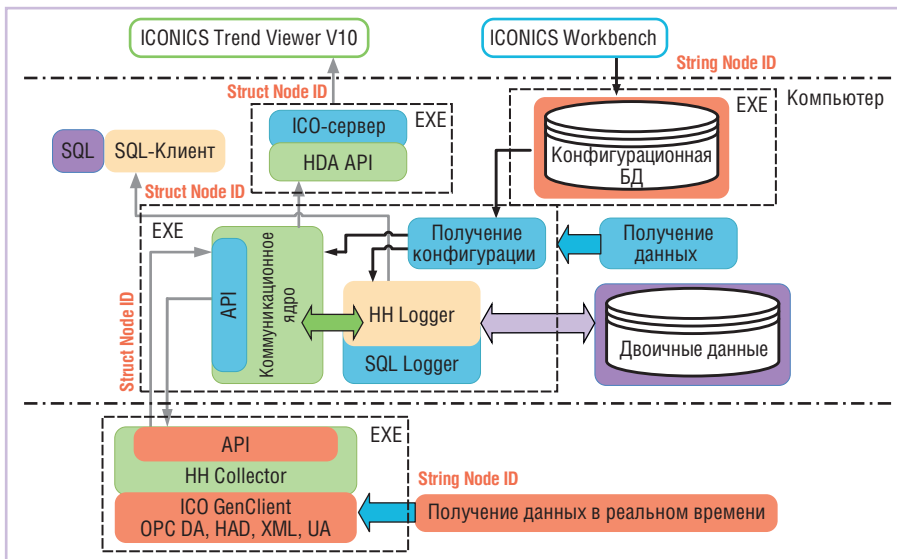 ICONICS Trend Viewer V10
ICONICS Workbench
String Node ID
Struct Node ID
EXE
EXE
Компьютер
ICO-сервер
HDA API
SQL
SQL-Клиент
Конфигурационная
БД
Struct Node ID
EXE
API
Коммуникационное
ядро
Получение
конфигурации
Получение
данных
HH Logger
SQL Logger
Двоичные данные
Struct Node ID
API
EXE
HH Collector
ICO GenClient
OPC DA, HAD, XML, UA
String Node ID
Получение данных в реальном времени